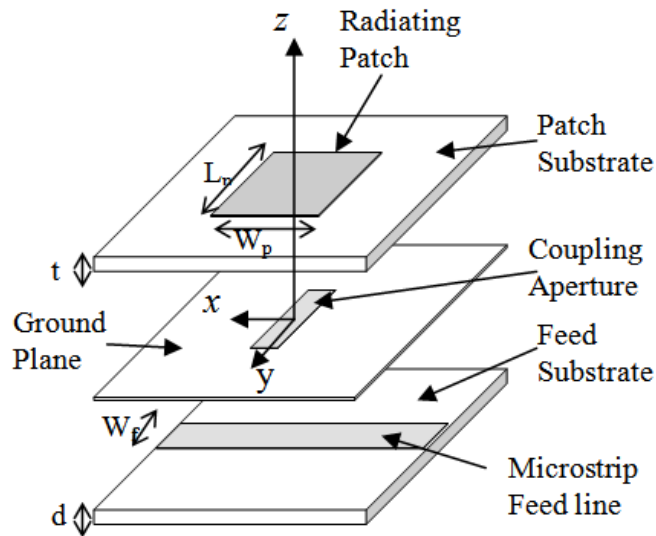 z
Radiating
Patch
Patch
Substrate
Lp
Wp
t
Coupling
Aperture
x
Ground
Plane
y
Feed
Substrate
Wf
Microstrip
Feed line
d